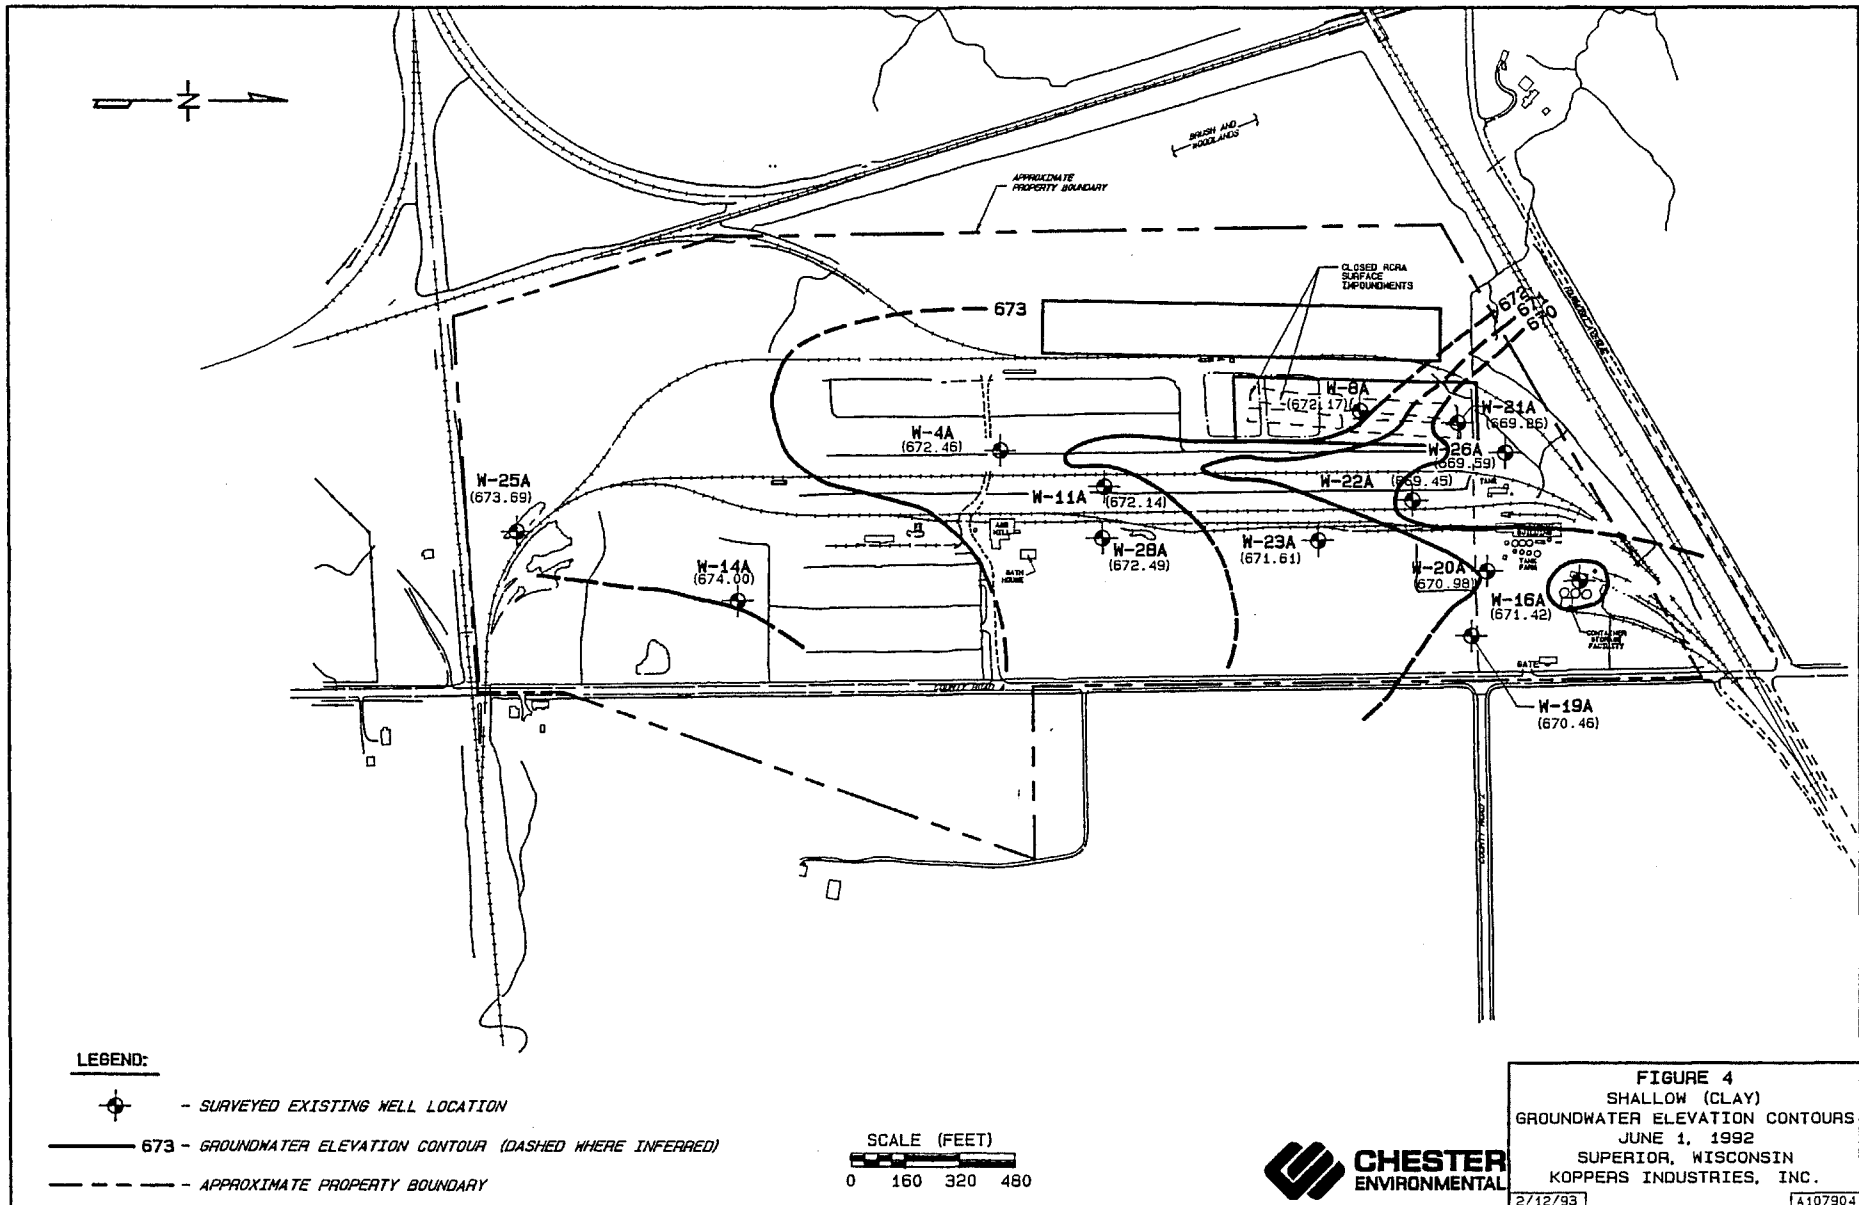 N
BRUSH AND
WOODLANDS
APPROXIMATE
PROPERTY BOUNDARY
CLOSED RCRA
SURFACE
IMPOUNDMENTS
673
672
671
670
W-8A
(672.17)
W-21A
(669.86)
W-4A
(672.46)
W-26A
(669.59)
W-25A
(673.69)
W-22A
(669.45)
TANK
W-11A
(672.14)
W-28A
(672.49)
W-23A
(671.61)
BATH
HOUSE
TANK
FARM
W-14A
(674.00)
W-20A
(670.98)
W-16A
(671.42)
CONTAINER
STORAGE
FACILITY
GATE
COUNTY ROAD A
W-19A
(670.46)
COUNTY ROAD Z
LEGEND:
- SURVEYED EXISTING WELL LOCATION
673 - GROUNDWATER ELEVATION CONTOUR (DASHED WHERE INFERRED)
- APPROXIMATE PROPERTY BOUNDARY
SCALE (FEET)
0 160 320 480
CHESTER
ENVIRONMENTAL
FIGURE 4
SHALLOW (CLAY)
GROUNDWATER ELEVATION CONTOURS
JUNE 1, 1992
SUPERIOR, WISCONSIN
KOPPERS INDUSTRIES, INC.
2/12/93
A107904